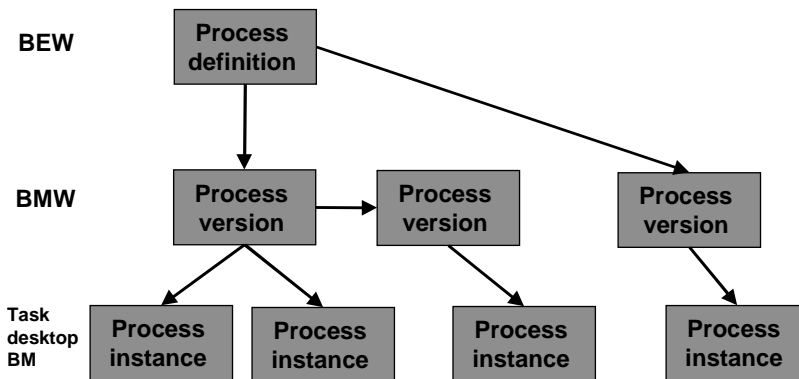 BEW
Process
definition
BMW
Process
version
Process
version
Process
version
Task
desktop
BM
Process
instance
Process
instance
Process
instance
Process
instance